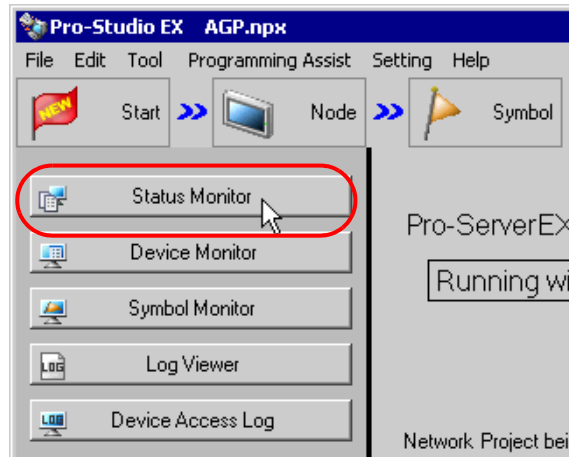 Pro-Studio EX AGP.npx
File Edit Tool Programming Assist Setting Help
NEW Start Node Symbol
Status Monitor
Pro-ServerEX
Device Monitor
Running wi
Symbol Monitor
LOG Log Viewer
LOG Device Access Log
Network Project bei